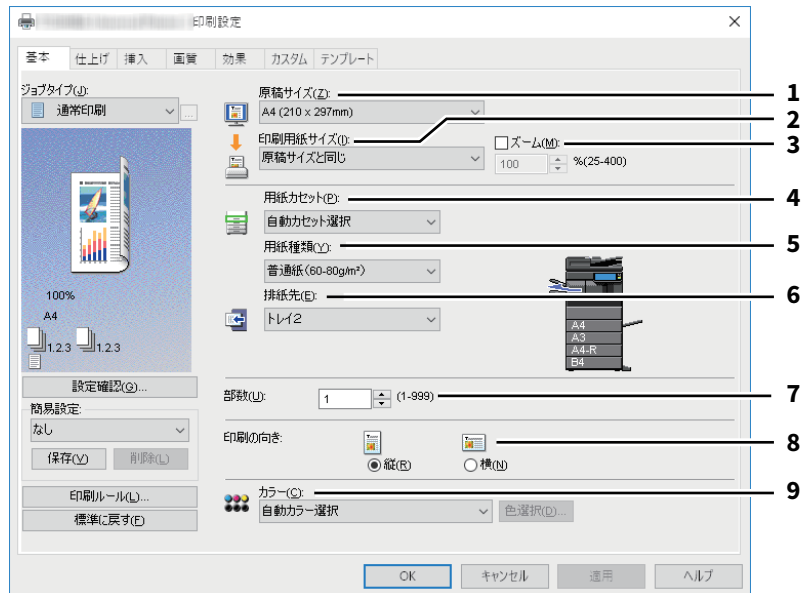 印刷設定
基本 仕上げ 挿入 画質 効果 カスタム テンプレート
ジョブタイプ(J):
通常印刷
...
100%
A4
1.2.3 1.2.3
設定確認(G)...
簡易設定:
なし
保存(V) 削除(L)
印刷ルール(L)...
標準に戻す(F)
原稿サイズ(Z):
A4 (210 x 297mm)
印刷用紙サイズ(I):
原稿サイズと同じ
ズーム(M):
100 %(25-400)
用紙カセット(P):
自動カセット選択
用紙種類(Y):
普通紙(60-80g/m²)
排紙先(E):
トレイ2
A4
A3
A4-R
B4
部数(U): 1 (1-999)
印刷の向き:
縦(R) 横(N)
カラー(C):
自動カラー選択 色選択(D)...
OK キャンセル 適用 ヘルプ
1
2
3
4
5
6
7
8
9